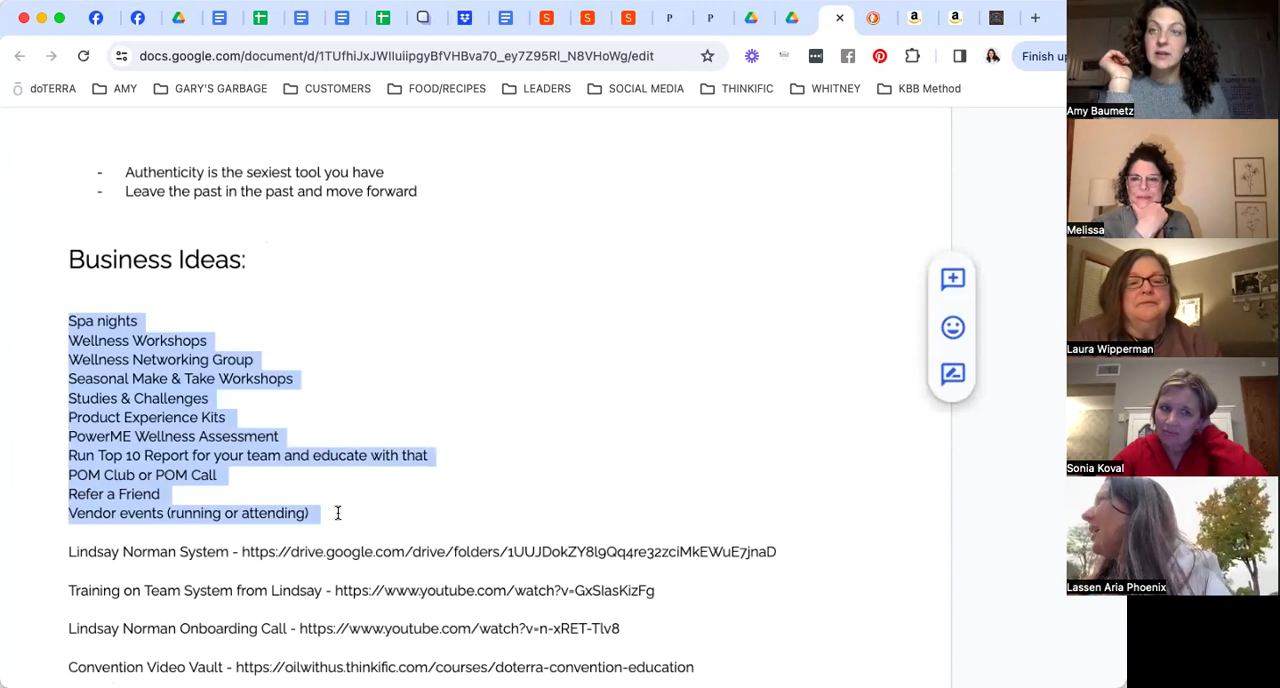 docs.google.com/document/d/1TUfhiJxJWlIuiipgyBfVHBva70_ey7Z95Rl_N8VHoWg/edit
Finish up
doTERRA AMY GARY'S GARBAGE CUSTOMERS FOOD/RECIPES LEADERS SOCIAL MEDIA THINKIFIC WHITNEY KBB Method
- Authenticity is the sexiest tool you have
- Leave the past in the past and move forward
Business Ideas:
Spa nights
Wellness Workshops
Wellness Networking Group
Seasonal Make & Take Workshops
Studies & Challenges
Product Experience Kits
PowerME Wellness Assessment
Run Top 10 Report for your team and educate with that
POM Club or POM Call
Refer a Friend
Vendor events (running or attending)
Lindsay Norman System - https://drive.google.com/drive/folders/1UUJDokZY8l9Qq4re32zciMkEWuE7jnaD
Training on Team System from Lindsay - https://www.youtube.com/watch?v=GxSIasKizFg
Lindsay Norman Onboarding Call - https://www.youtube.com/watch?v=n-xRET-Tlv8
Convention Video Vault - https://oilwithus.thinkific.com/courses/doterra-convention-education
Amy Baumetz
Melissa
Laura Wipperman
Sonia Koval
Lassen Aria Phoenix